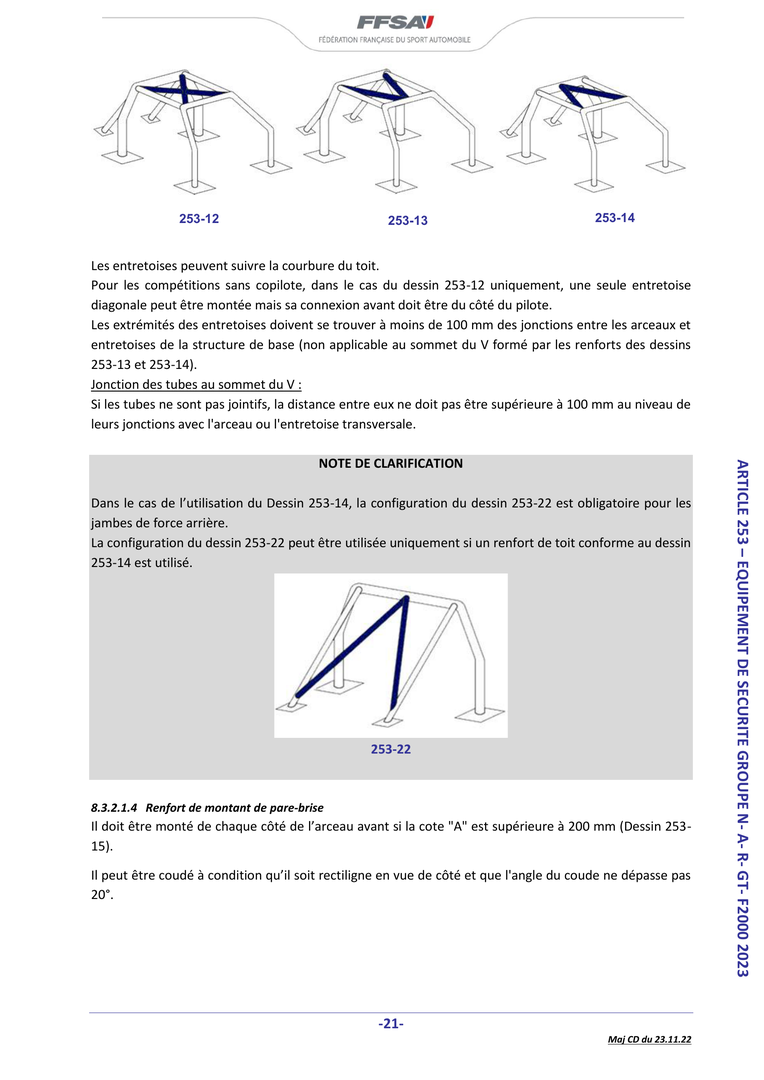 FFSA
FÉDÉRATION FRANÇAISE DU SPORT AUTOMOBILE
253-12
253-13
253-14
Les entretoises peuvent suivre la courbure du toit.
Pour les compétitions sans copilote, dans le cas du dessin 253-12 uniquement, une seule entretoise
diagonale peut être montée mais sa connexion avant doit être du côté du pilote.
Les extrémités des entretoises doivent se trouver à moins de 100 mm des jonctions entre les arceaux et
entretoises de la structure de base (non applicable au sommet du V formé par les renforts des dessins
253-13 et 253-14).
Jonction des tubes au sommet du V :
Si les tubes ne sont pas jointifs, la distance entre eux ne doit pas être supérieure à 100 mm au niveau de
leurs jonctions avec l'arceau ou l'entretoise transversale.
NOTE DE CLARIFICATION
Dans le cas de l’utilisation du Dessin 253-14, la configuration du dessin 253-22 est obligatoire pour les
jambes de force arrière.
La configuration du dessin 253-22 peut être utilisée uniquement si un renfort de toit conforme au dessin
253-14 est utilisé.
253-22
8.3.2.1.4 Renfort de montant de pare-brise
Il doit être monté de chaque côté de l’arceau avant si la cote "A" est supérieure à 200 mm (Dessin 253-
15).
Il peut être coudé à condition qu’il soit rectiligne en vue de côté et que l'angle du coude ne dépasse pas
20°.
ARTICLE 253 – EQUIPEMENT DE SECURITE GROUPE N- A- R- GT- F2000 2023
-21-
Maj CD du 23.11.22